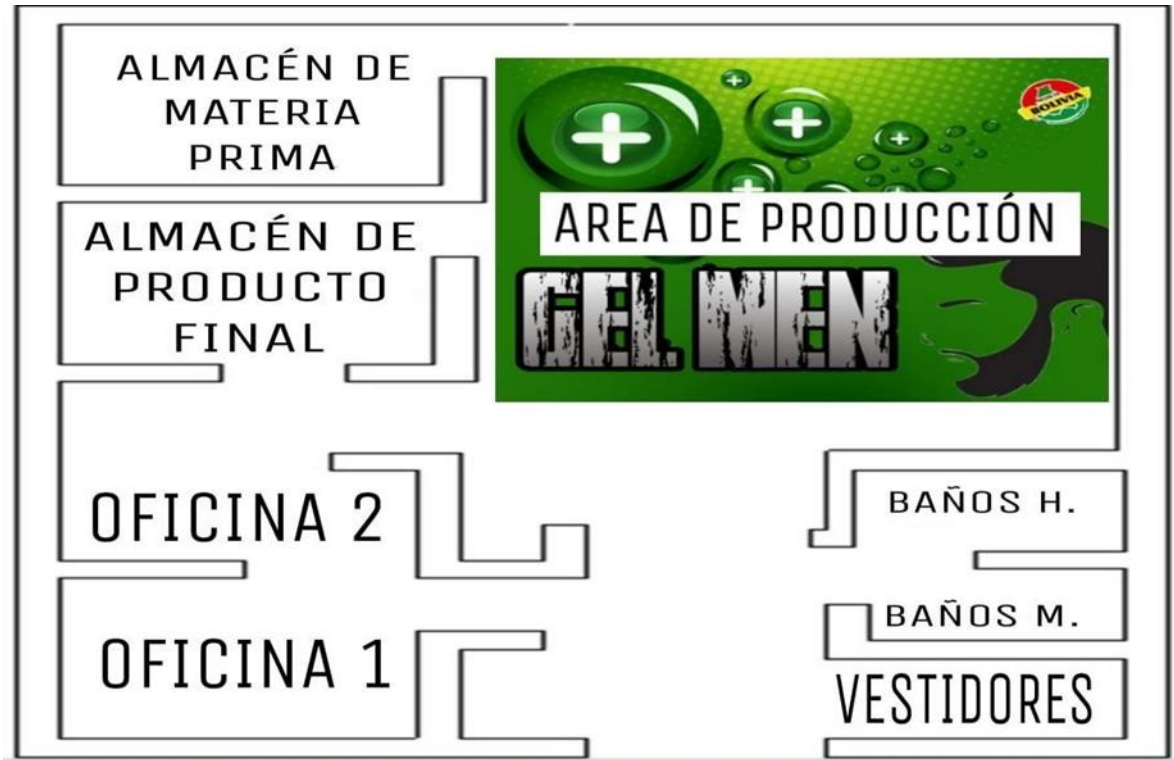 ALMACÉN DE
MATERIA
PRIMA
ALMACÉN DE
PRODUCTO
FINAL
BOLIVIA
AREA DE PRODUCCIÓN
GEL MEN
OFICINA 2
OFICINA 1
BAÑOS H.
BAÑOS M.
VESTIDORES